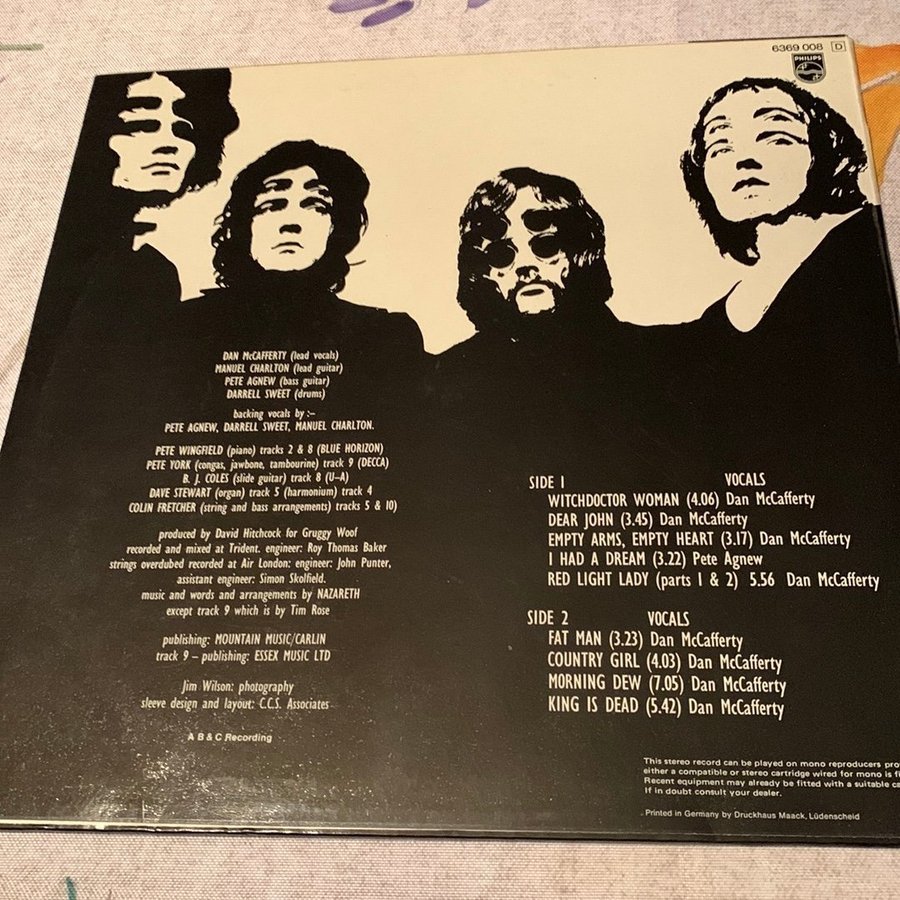 6369 008 D
PHILIPS
DAN McCAFFERTY (lead vocals)
MANUEL CHARLTON (lead guitar)
PETE AGNEW (bass guitar)
DARRELL SWEET (drums)
backing vocals by :–
PETE AGNEW, DARRELL SWEET, MANUEL CHARLTON.
PETE WINGFIELD (piano) tracks 2 & 8 (BLUE HORIZON)
PETE YORK (congas, jawbone, tambourine) track 9 (DECCA)
B. J. COLES (slide guitar) track 8 (U–A)
DAVE STEWART (organ) track 5 (harmonium) track 4
COLIN FRETCHER (string and bass arrangements) tracks 5 & 10)
produced by David Hitchcock for Gruggy Woof
recorded and mixed at Trident. engineer: Roy Thomas Baker
strings overdubed recorded at Air London: engineer: John Punter,
assistant engineer: Simon Skolfield.
music and words and arrangements by NAZARETH
except track 9 which is by Tim Rose
publishing: MOUNTAIN MUSIC/CARLIN
track 9 – publishing: ESSEX MUSIC LTD
Jim Wilson: photography
sleeve design and layout: C.C.S. Associates
A B & C Recording
SIDE 1 VOCALS
WITCHDOCTOR WOMAN (4.06) Dan McCafferty
DEAR JOHN (3.45) Dan McCafferty
EMPTY ARMS, EMPTY HEART (3.17) Dan McCafferty
I HAD A DREAM (3.22) Pete Agnew
RED LIGHT LADY (parts 1 & 2) 5.56 Dan McCafferty
SIDE 2 VOCALS
FAT MAN (3.23) Dan McCafferty
COUNTRY GIRL (4.03) Dan McCafferty
MORNING DEW (7.05) Dan McCafferty
KING IS DEAD (5.42) Dan McCafferty
This stereo record can be played on mono reproducers pro
either a compatible or stereo cartridge wired for mono is fi
Recent equipment may already be fitted with a suitable ca
If in doubt consult your dealer.
Printed in Germany by Druckhaus Maack, Lüdenscheid